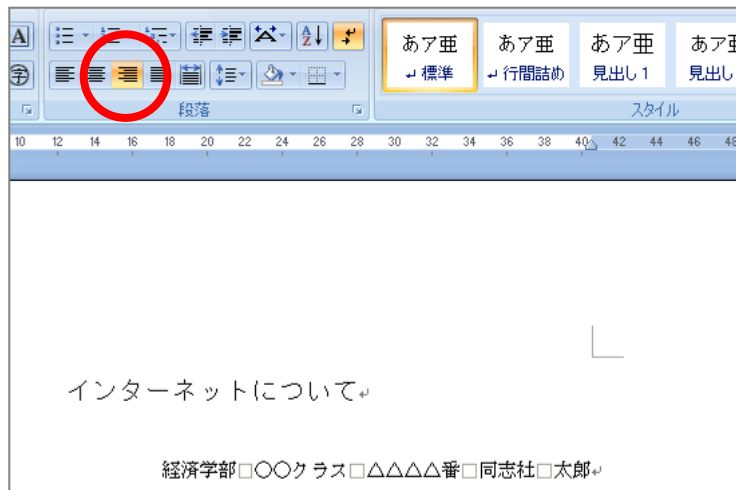 A
字
段落
あア亜
↵ 標準
あア亜
↵ 行間詰め
あア亜
見出し 1
あア亜
見出し
スタイル
10 12 14 16 18 20 22 24 26 28 30 32 34 36 38 40 42 44 46 48
インターネットについて↵
経済学部□〇〇クラス□△△△△番□同志社□太郎↵